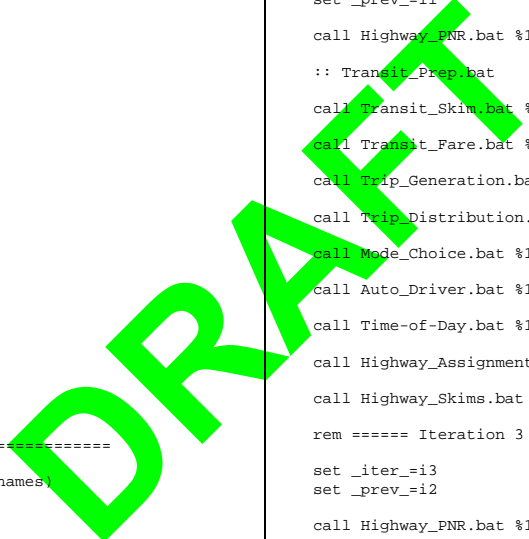 ============
names)
set _prev_=i1
call Highway_PNR.bat %1
:: Transit_Prep.bat
call Transit_Skim.bat %
call Transit_Fare.bat %
call Trip_Generation.ba
call Trip_Distribution.
call Mode_Choice.bat %1
call Auto_Driver.bat %1
call Time-of-Day.bat %1
call Highway_Assignment
call Highway_Skims.bat
rem ====== Iteration 3
set _iter_=i3
set _prev_=i2
call Highway_PNR.bat %1
DRAFT